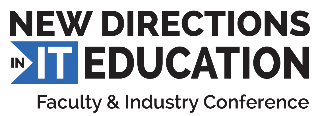 NEW DIRECTIONS
IN IT EDUCATION
Faculty & Industry Conference